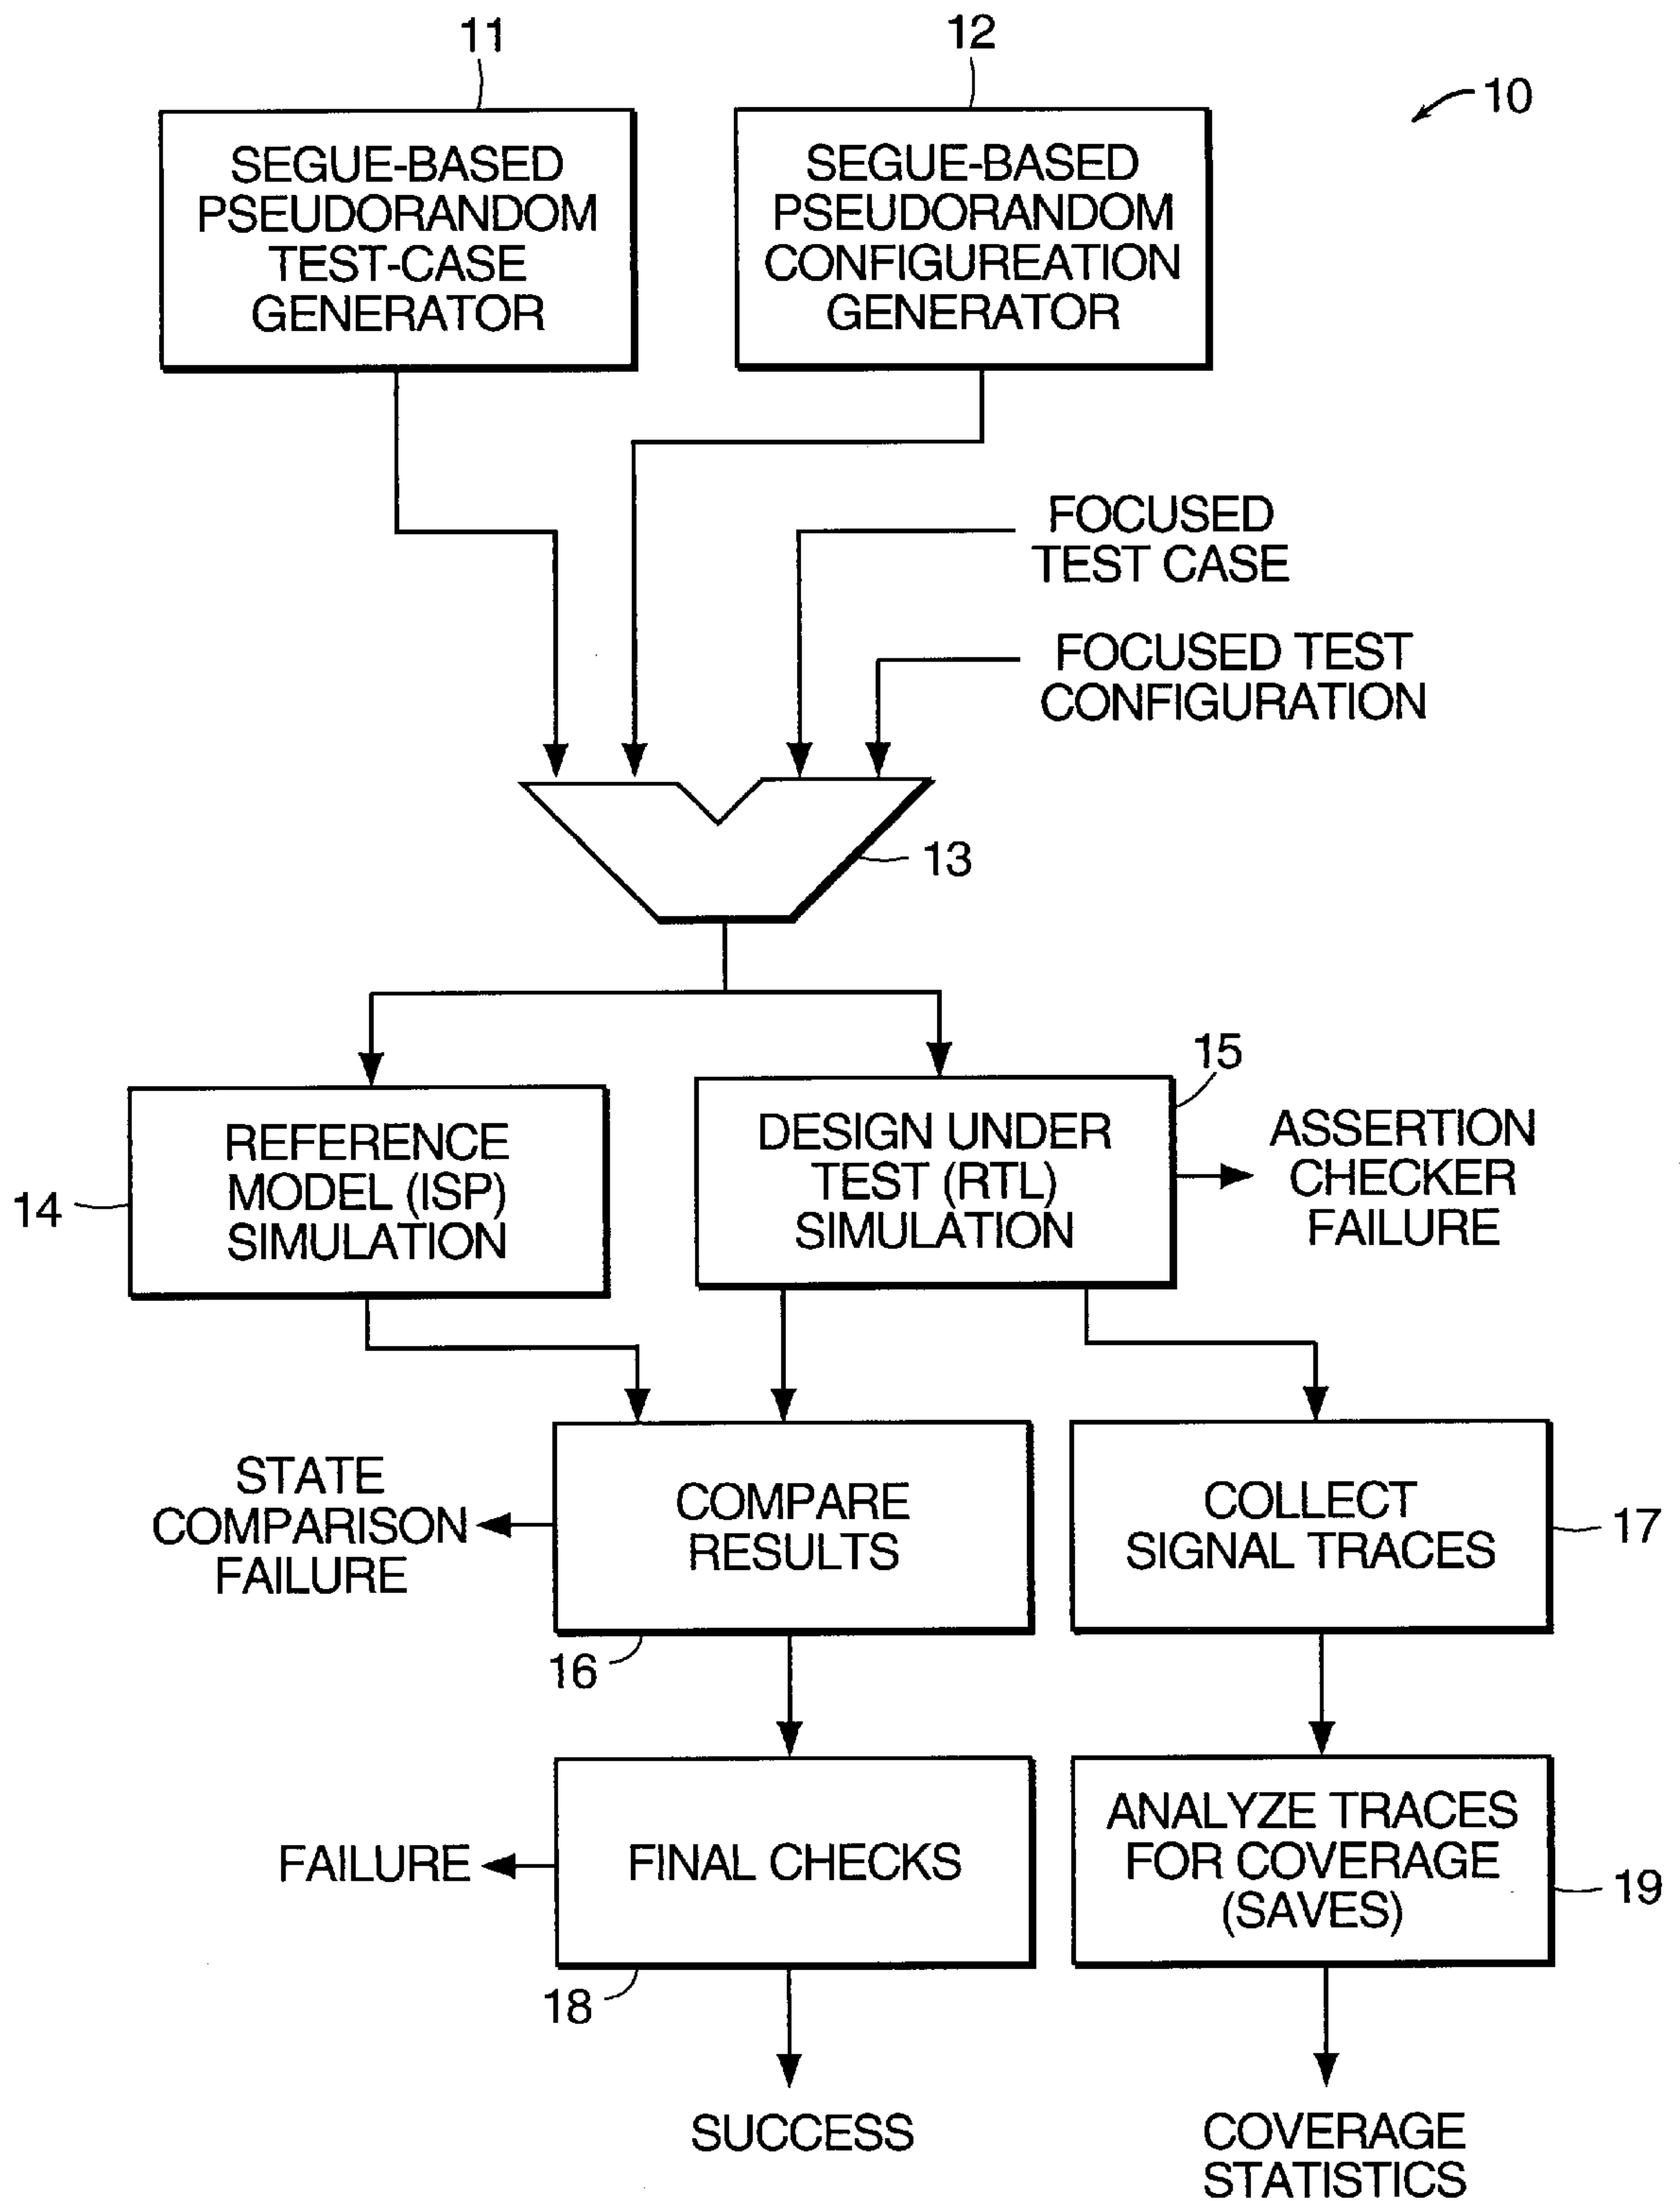 11
12
10
SEGUE-BASED
PSEUDORANDOM
TEST-CASE
GENERATOR
SEGUE-BASED
PSEUDORANDOM
CONFIGUREATION
GENERATOR
FOCUSED
TEST CASE
FOCUSED TEST
CONFIGURATION
13
14
REFERENCE
MODEL (ISP)
SIMULATION
15
DESIGN UNDER
TEST (RTL)
SIMULATION
ASSERTION
CHECKER
FAILURE
STATE
COMPARISON
FAILURE
COMPARE
RESULTS
16
COLLECT
SIGNAL TRACES
17
FAILURE
FINAL CHECKS
18
ANALYZE TRACES
FOR COVERAGE
(SAVES)
19
SUCCESS
COVERAGE
STATISTICS